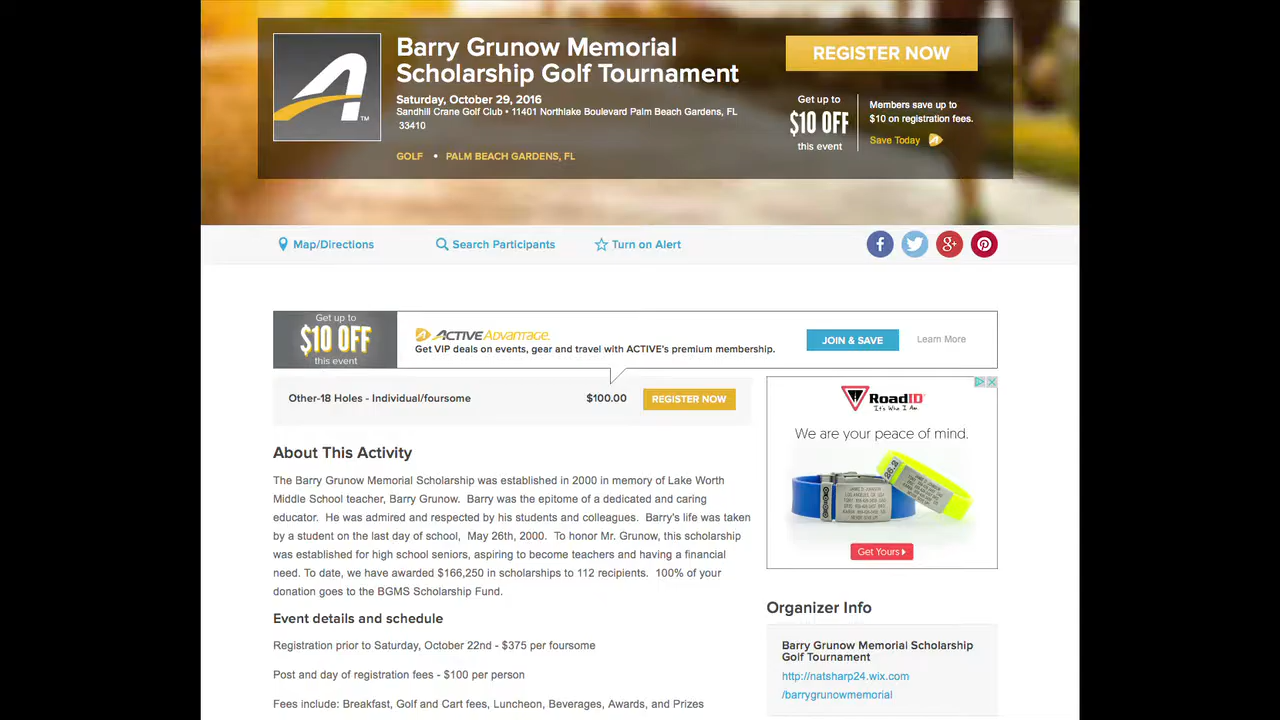 Barry Grunow Memorial
Scholarship Golf Tournament
Saturday, October 29, 2016
Sandhill Crane Golf Club • 11401 Northlake Boulevard Palm Beach Gardens, FL
33410
GOLF • PALM BEACH GARDENS, FL
REGISTER NOW
Get up to
$10 OFF
this event
Members save up to
$10 on registration fees.
Save Today
Map/Directions
Search Participants
Turn on Alert
Get up to
$10 OFF
this event
ACTIVE Advantage.
Get VIP deals on events, gear and travel with ACTIVE's premium membership.
JOIN & SAVE
Learn More
Other-18 Holes - Individual/foursome
$100.00
REGISTER NOW
About This Activity
The Barry Grunow Memorial Scholarship was established in 2000 in memory of Lake Worth
Middle School teacher, Barry Grunow. Barry was the epitome of a dedicated and caring
educator. He was admired and respected by his students and colleagues. Barry's life was taken
by a student on the last day of school, May 26th, 2000. To honor Mr. Grunow, this scholarship
was established for high school seniors, aspiring to become teachers and having a financial
need. To date, we have awarded $166,250 in scholarships to 112 recipients. 100% of your
donation goes to the BGMS Scholarship Fund.
Event details and schedule
Registration prior to Saturday, October 22nd - $375 per foursome
Post and day of registration fees - $100 per person
Fees include: Breakfast, Golf and Cart fees, Luncheon, Beverages, Awards, and Prizes
RoadID
It's Who I Am.
We are your peace of mind.
Get Yours
Organizer Info
Barry Grunow Memorial Scholarship
Golf Tournament
http://natsharp24.wix.com
/barrygrunowmemorial